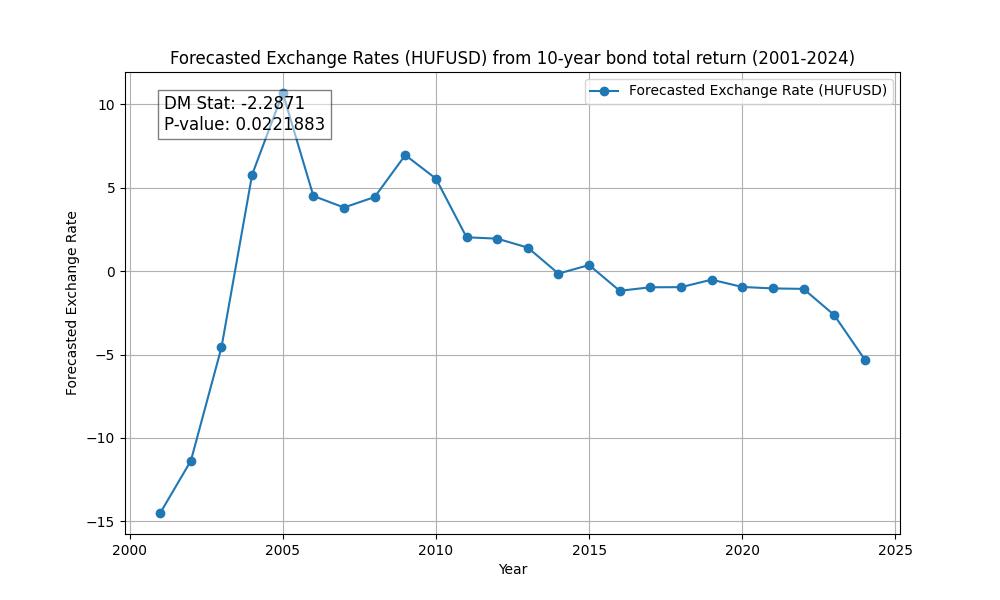 Forecasted Exchange Rates (HUFUSD) from 10-year bond total return (2001-2024)
DM Stat: -2.2871
P-value: 0.0221883
Forecasted Exchange Rate (HUFUSD)
Forecasted Exchange Rate
10
5
0
−5
−10
−15
2000
2005
2010
2015
2020
2025
Year